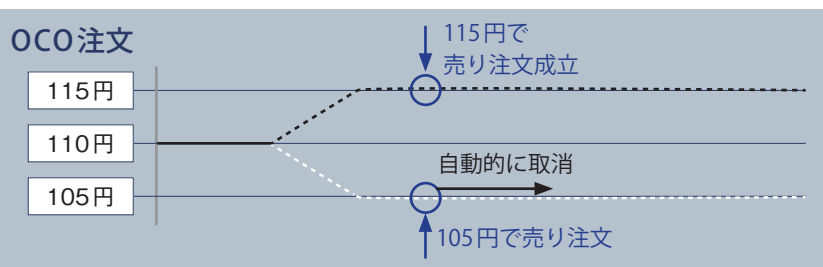 OCO注文
115円で
売り注文成立
115円
110円
自動的に取消
105円
105円で売り注文